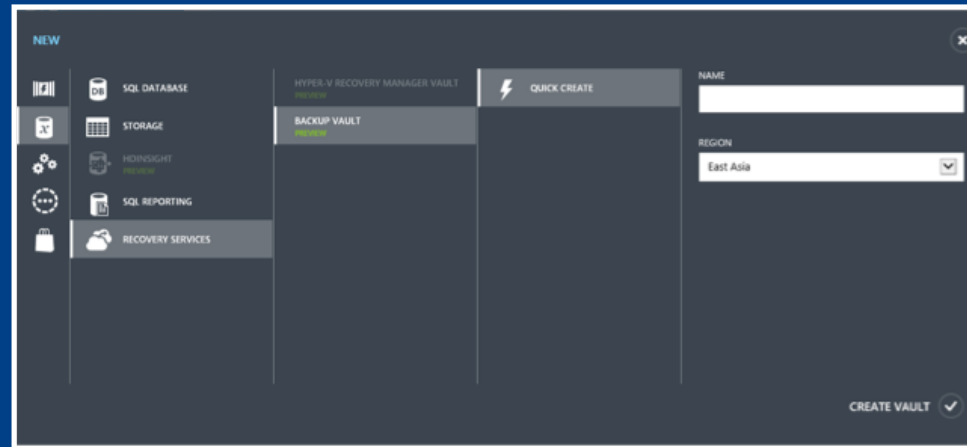 NEW
SQL DATABASE
STORAGE
HDINSIGHT
PREVIEW
SQL REPORTING
RECOVERY SERVICES
HYPER-V RECOVERY MANAGER VAULT
PREVIEW
BACKUP VAULT
PREVIEW
QUICK CREATE
NAME
REGION
East Asia
CREATE VAULT